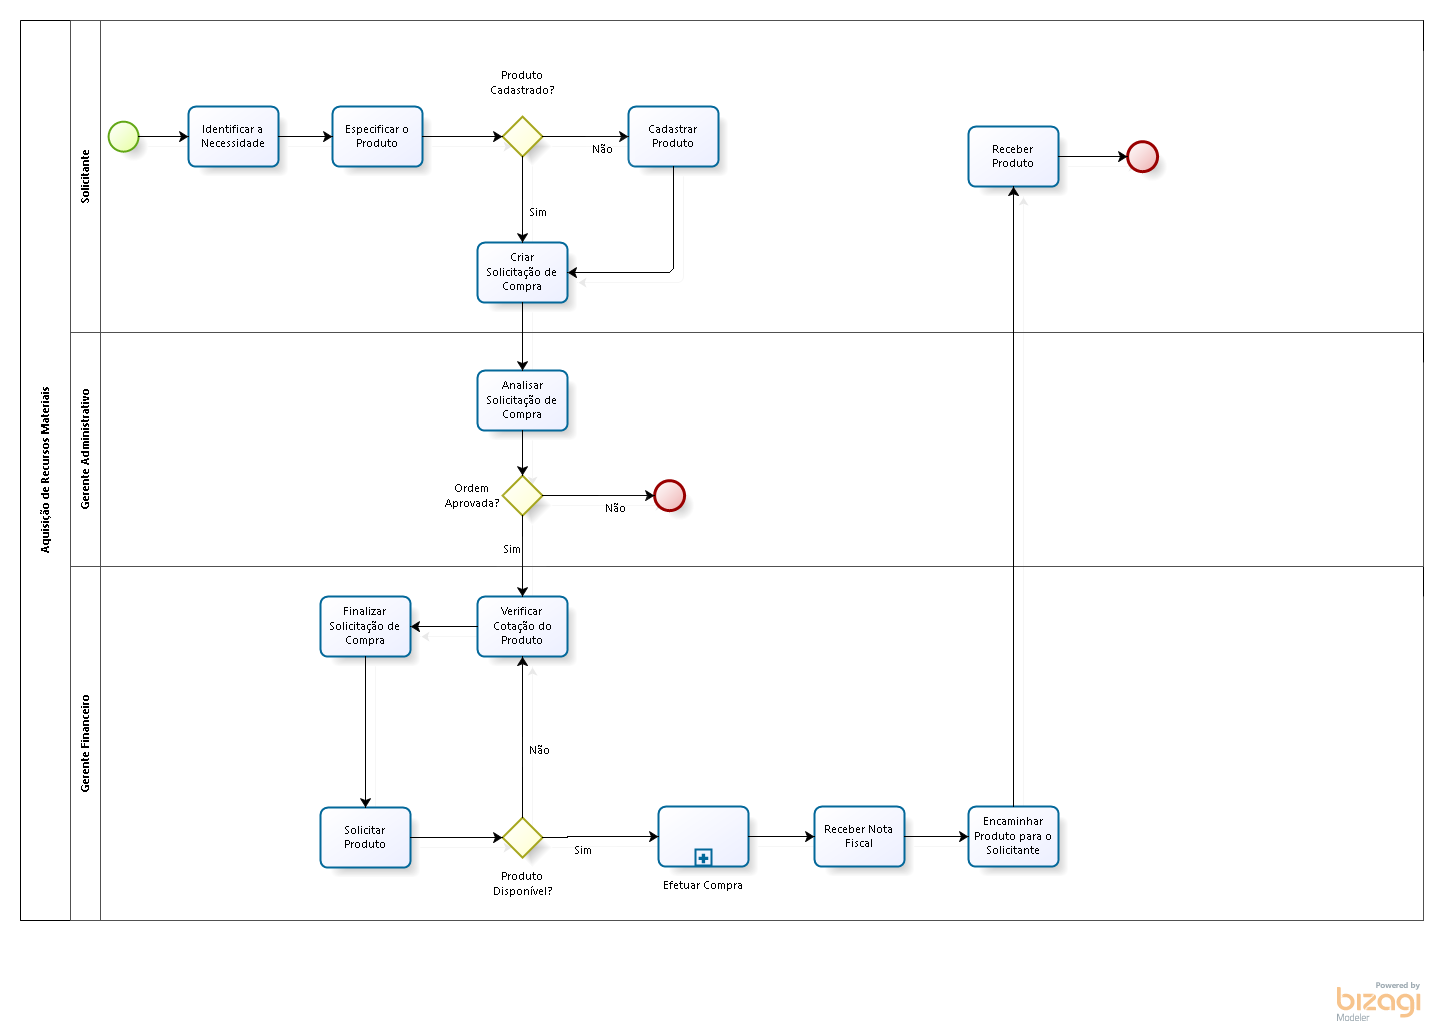 Aquisição de Recursos Materiais
Solicitante
Produto
Cadastrado?
Identificar a
Necessidade
Especificar o
Produto
Não
Cadastrar
Produto
Sim
Criar
Solicitação de
Compra
Receber
Produto
Gerente Administrativo
Analisar
Solicitação de
Compra
Ordem
Aprovada?
Não
Sim
Gerente Financeiro
Finalizar
Solicitação de
Compra
Verificar
Cotação do
Produto
Não
Solicitar
Produto
Produto
Disponível?
Sim
Efetuar Compra
Receber Nota
Fiscal
Encaminhar
Produto para o
Solicitante
Powered by
bizagi
Modeler